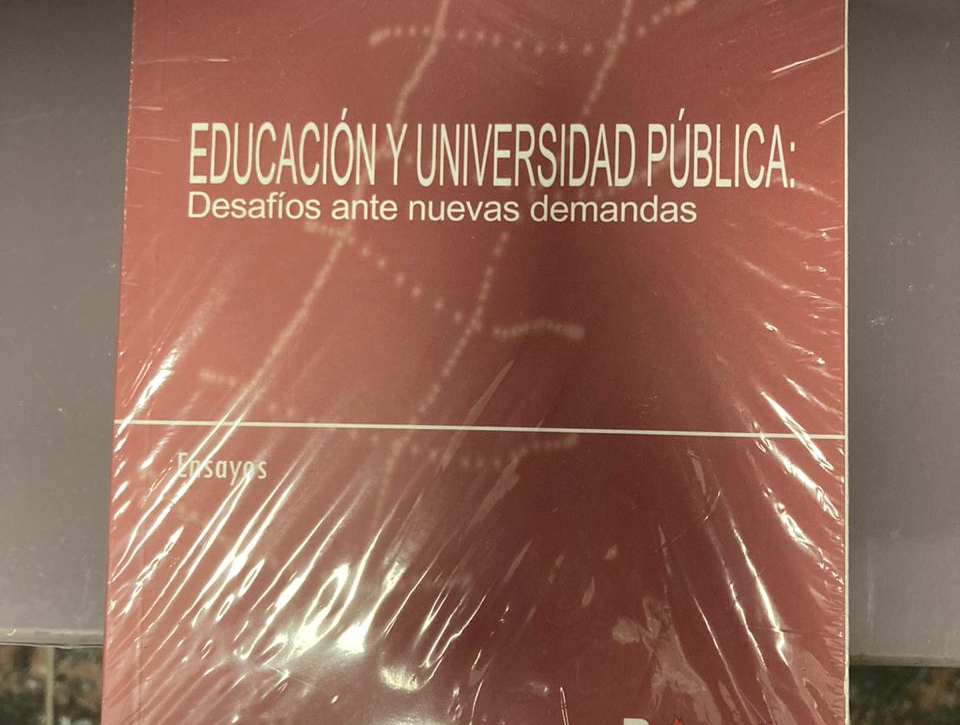 EDUCACIÓN Y UNIVERSIDAD PÚBLICA:
Desafíos ante nuevas demandas
Ensayos